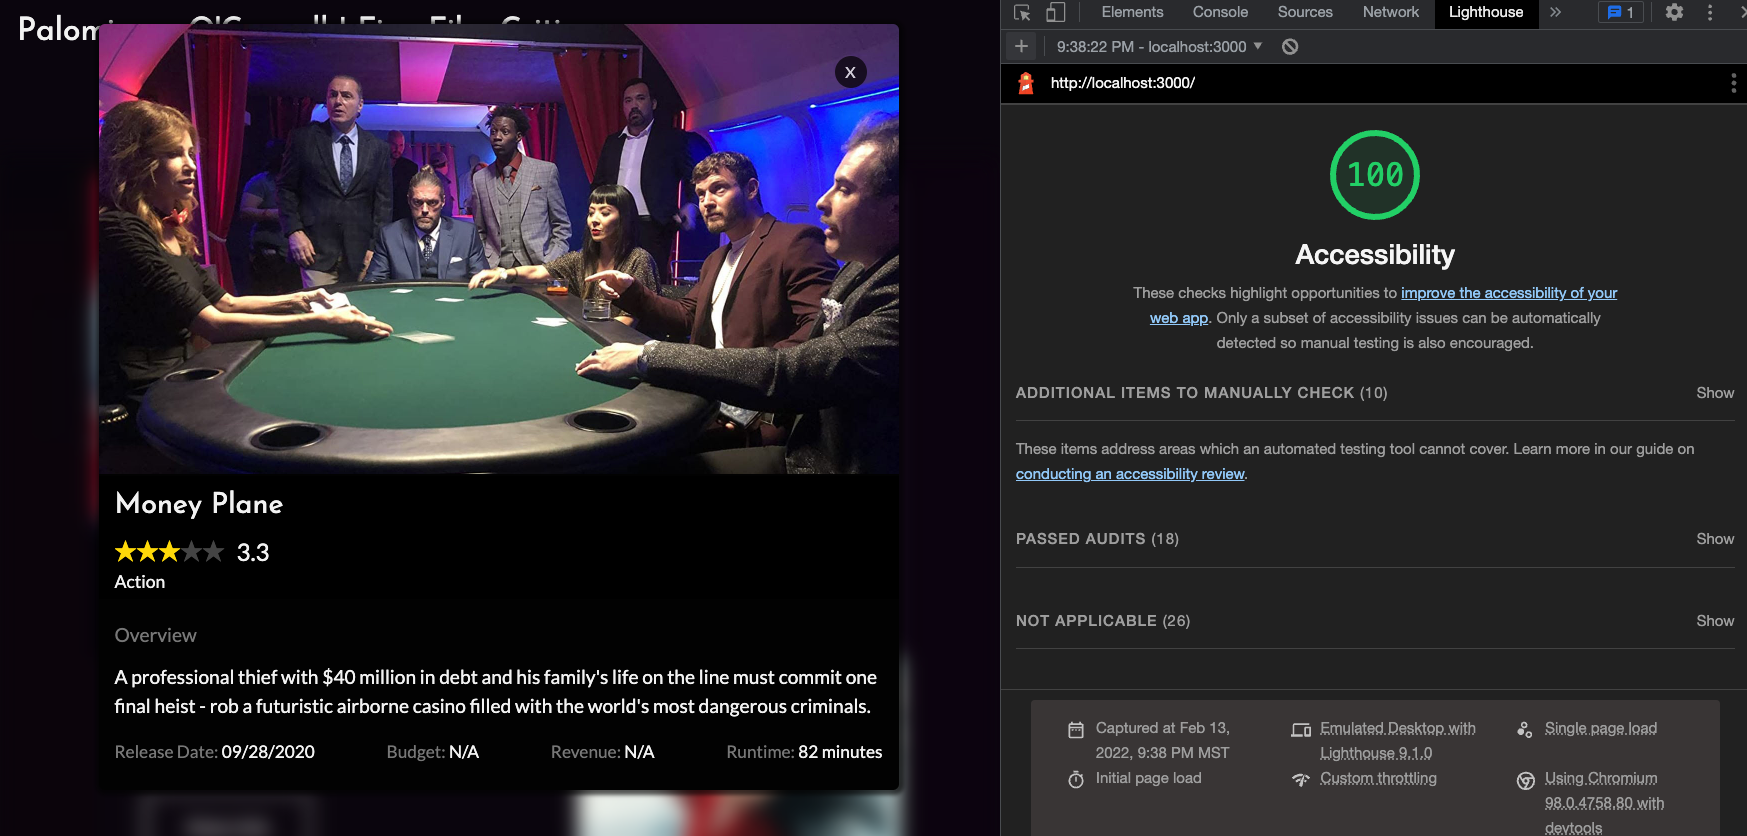 Palom
X
Money Plane
3.3
Action
Overview
A professional thief with $40 million in debt and his family's life on the line must commit one
final heist - rob a futuristic airborne casino filled with the world's most dangerous criminals.
Release Date: 09/28/2020 Budget: N/A Revenue: N/A Runtime: 82 minutes
Elements Console Sources Network Lighthouse » 1
+ 9:38:22 PM - localhost:3000
http://localhost:3000/
100
Accessibility
These checks highlight opportunities to improve the accessibility of your
web app. Only a subset of accessibility issues can be automatically
detected so manual testing is also encouraged.
ADDITIONAL ITEMS TO MANUALLY CHECK (10) Show
These items address areas which an automated testing tool cannot cover. Learn more in our guide on
conducting an accessibility review.
PASSED AUDITS (18) Show
NOT APPLICABLE (26) Show
Captured at Feb 13,
2022, 9:38 PM MST
Initial page load
Emulated Desktop with
Lighthouse 9.1.0
Custom throttling
Single page load
Using Chromium
98.0.4758.80 with
devtools